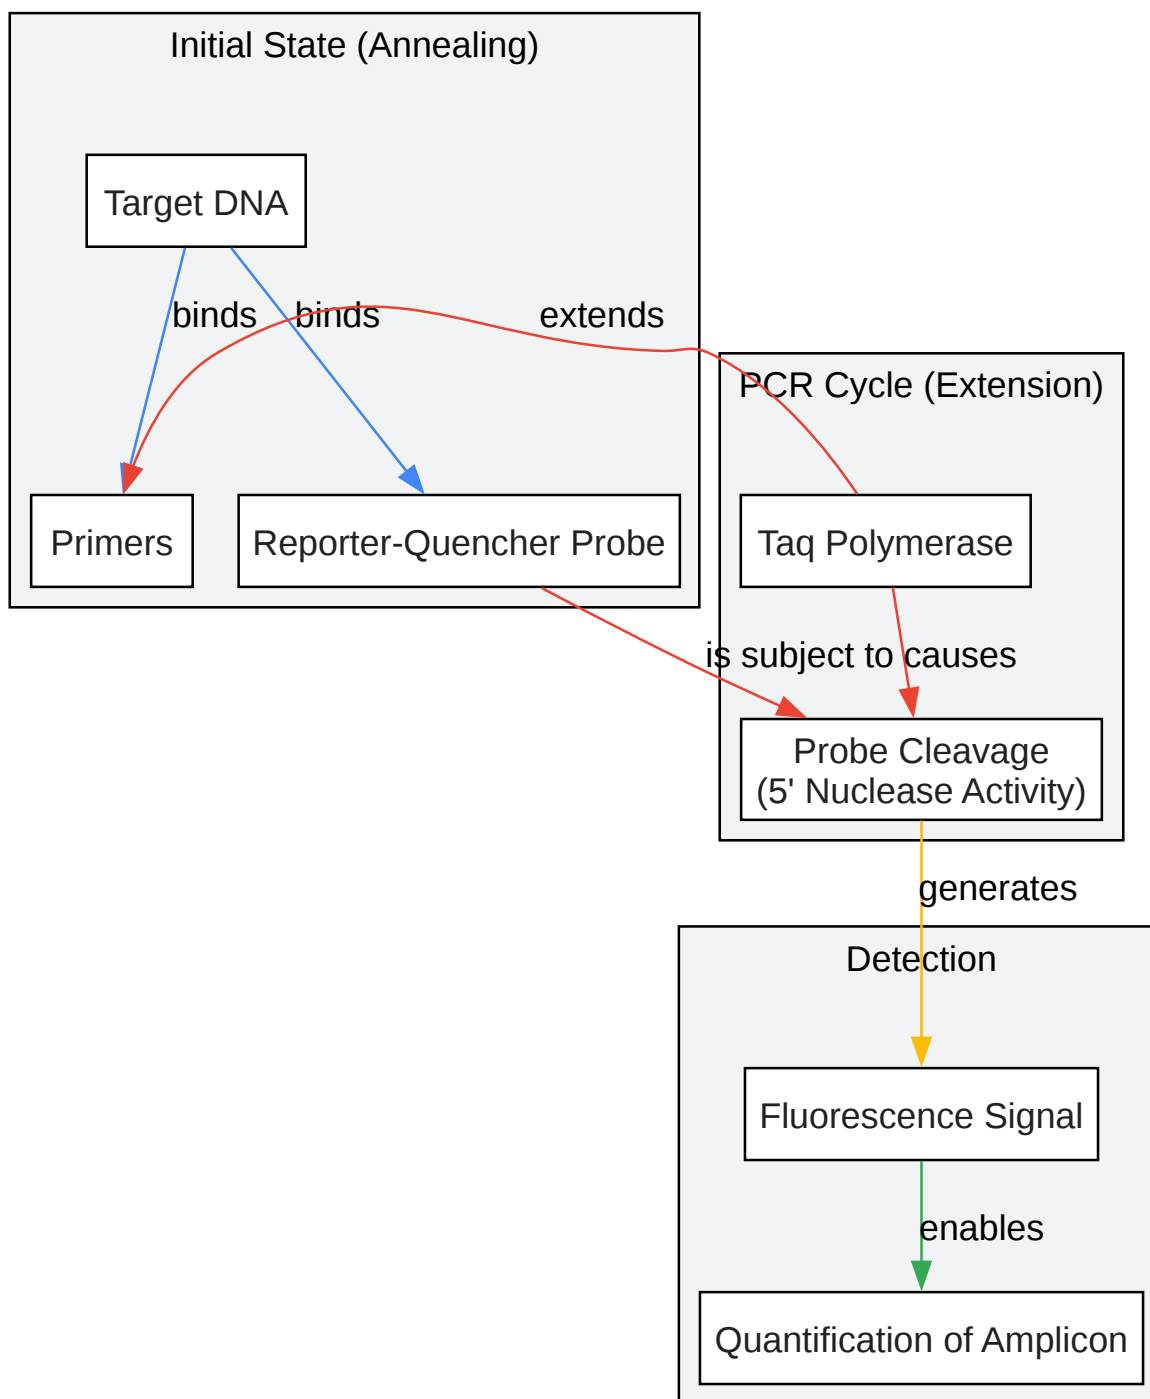 Initial State (Annealing)
Target DNA
binds
binds
extends
PCR Cycle (Extension)
Primers
Reporter-Quencher Probe
Taq Polymerase
is subject to
causes
Probe Cleavage
(5' Nuclease Activity)
generates
Detection
Fluorescence Signal
enables
Quantification of Amplicon